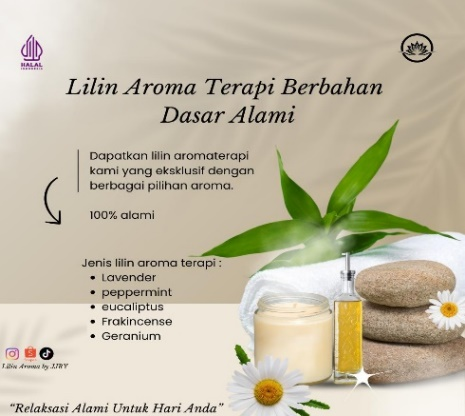 HALAL
INDONESIA
Lilin Aroma Terapi Berbahan
Dasar Alami
Dapatkan lilin aromaterapi
kami yang eksklusif dengan
berbagai pilihan aroma.
100% alami
Jenis lilin aroma terapi :
• Lavender
• peppermint
• eucaliptus
• Frakincense
• Geranium
Lilin Aroma by JJRY
“Relaksasi Alami Untuk Hari Anda”